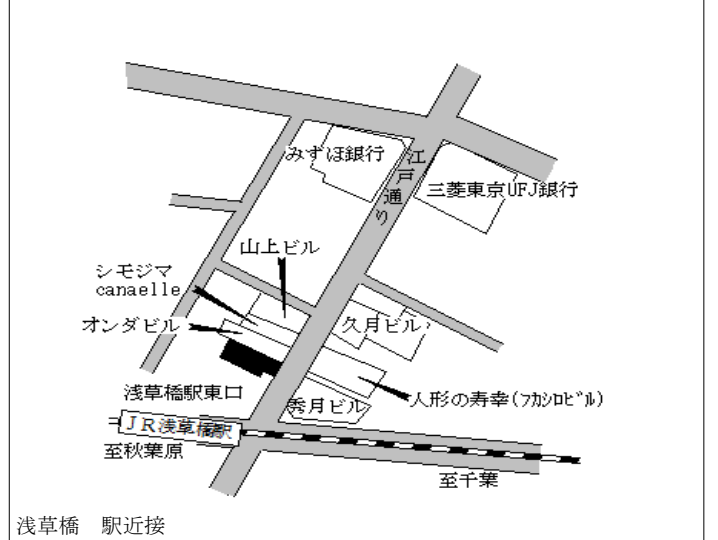 みずほ銀行
江戸通り
三菱東京UFJ銀行
山上ビル
シモジマ
canaelle
オンダビル
久月ビル
浅草橋駅東口
秀月ビル
人形の寿幸(ﾌｶｼﾛﾋﾞﾙ)
ＪＲ浅草橋駅
至秋葉原
至千葉
浅草橋　駅近接